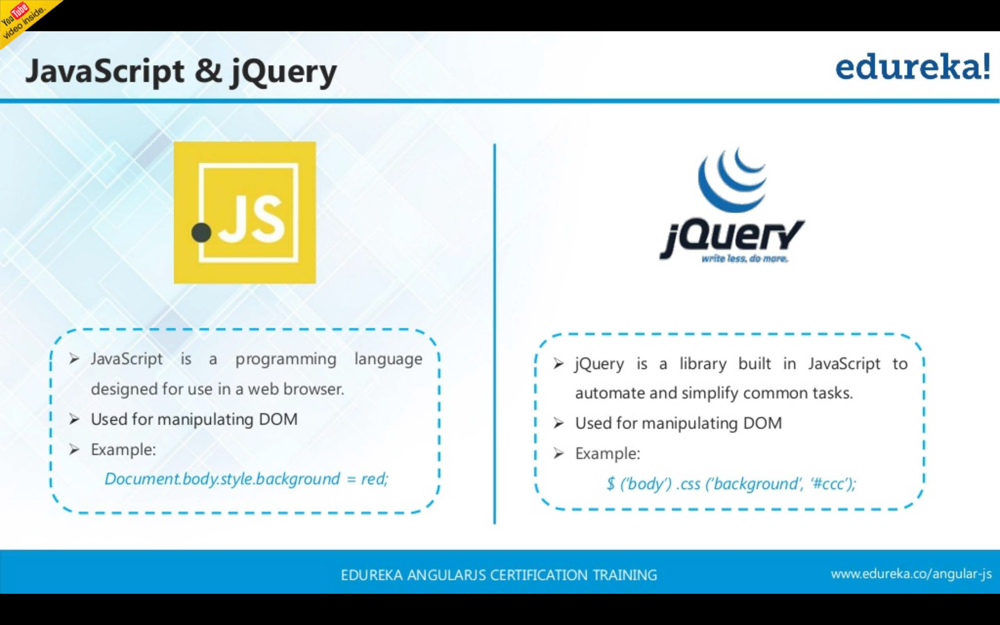 YouTube
video inside.
JavaScript & jQuery
edureka!
JS
jQuery
write less, do more.
➢ JavaScript is a programming language
designed for use in a web browser.
➢ Used for manipulating DOM
➢ Example:
Document.body.style.background = red;
➢ jQuery is a library built in JavaScript to
automate and simplify common tasks.
➢ Used for manipulating DOM
➢ Example:
$ (‘body’) .css (‘background’, ‘#ccc’);
EDUREKA ANGULARJS CERTIFICATION TRAINING
www.edureka.co/angular-js